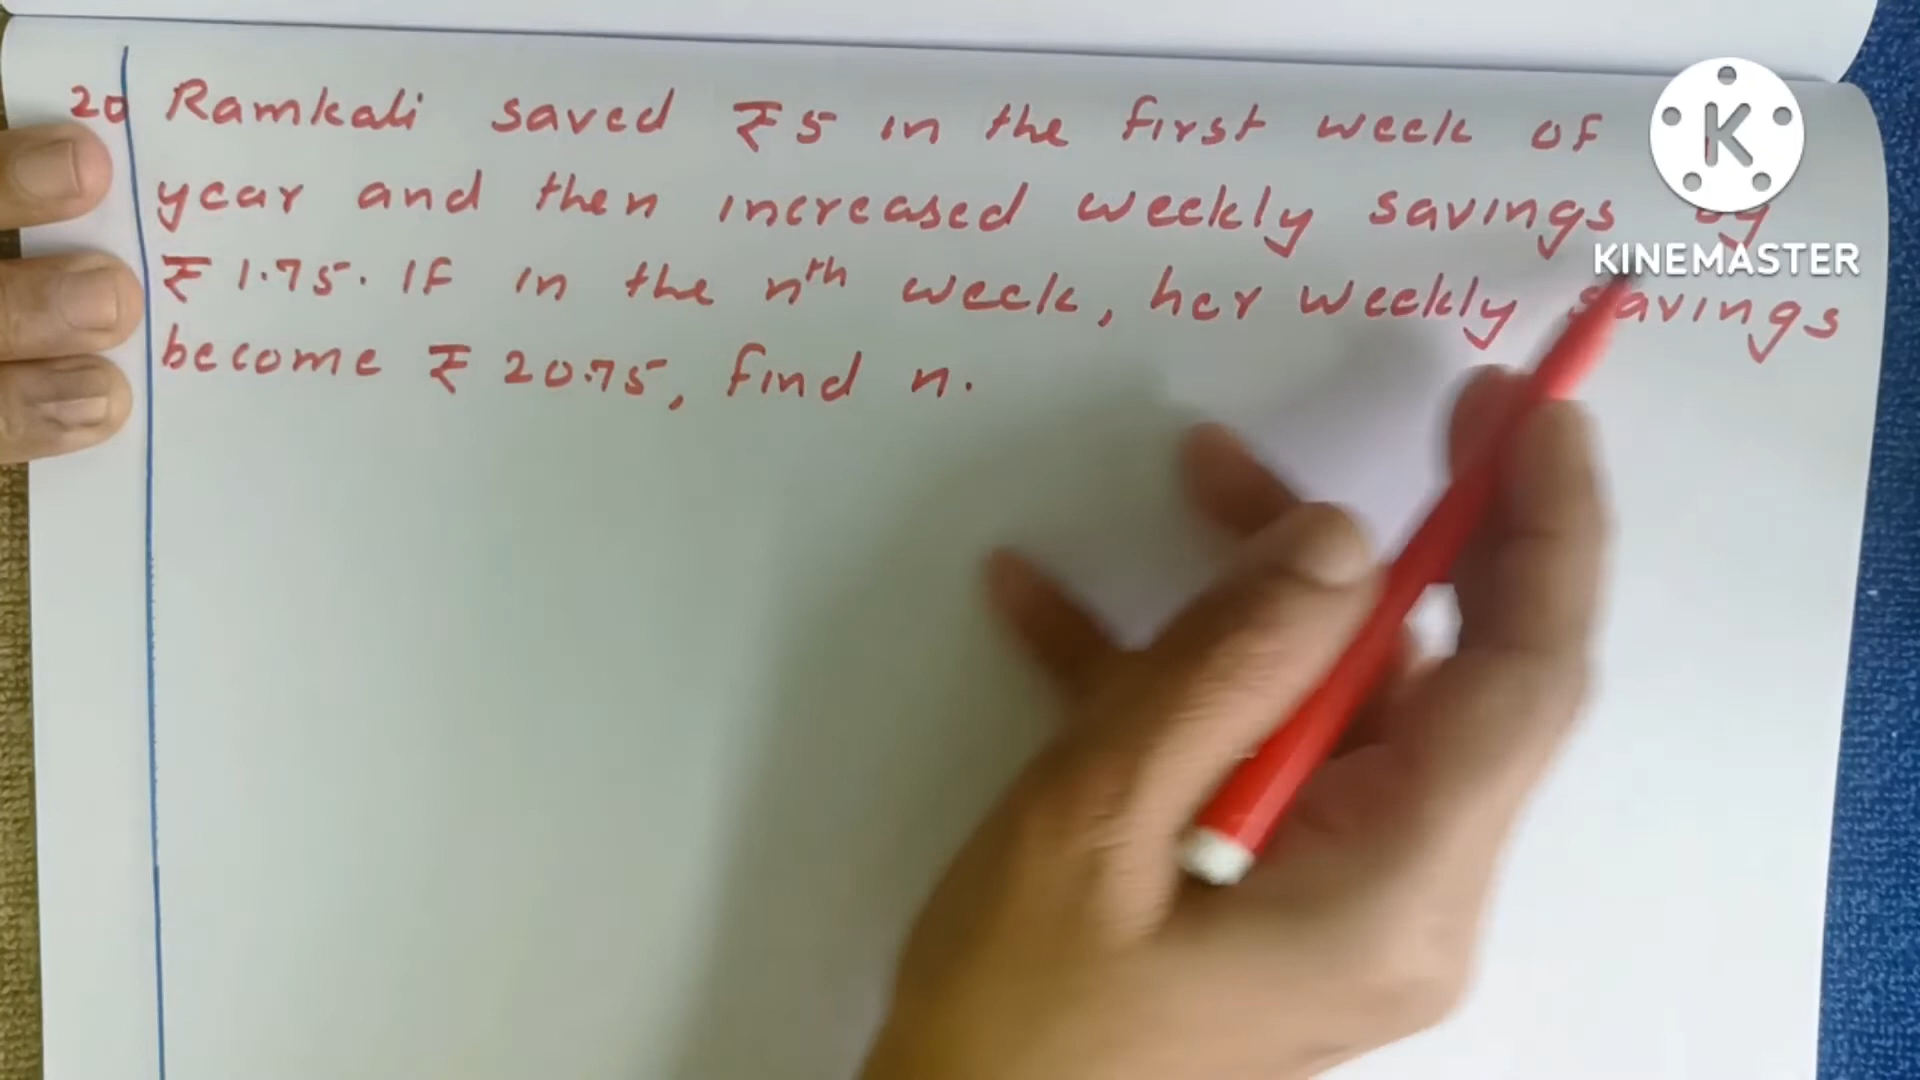 20 Ramkali saved ₹5 in the first week of
year and then increased weekly savings by
₹ 1.75. If in the nth week, her weekly savings
become ₹ 20.75, find n.
K
KINEMASTER